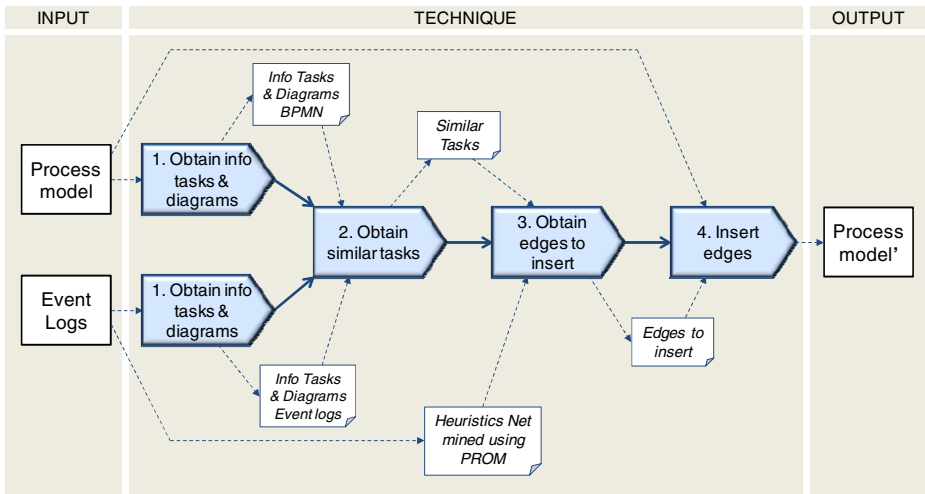 INPUT
TECHNIQUE
OUTPUT
Info Tasks
& Diagrams
BPMN
Similar
Tasks
Process
model
1. Obtain info
tasks &
diagrams
2. Obtain
similar tasks
3. Obtain
edges to
insert
4. Insert
edges
Process
model’
Event
Logs
1. Obtain info
tasks &
diagrams
Edges to
insert
Info Tasks
& Diagrams
Event logs
Heuristics Net
mined using
PROM